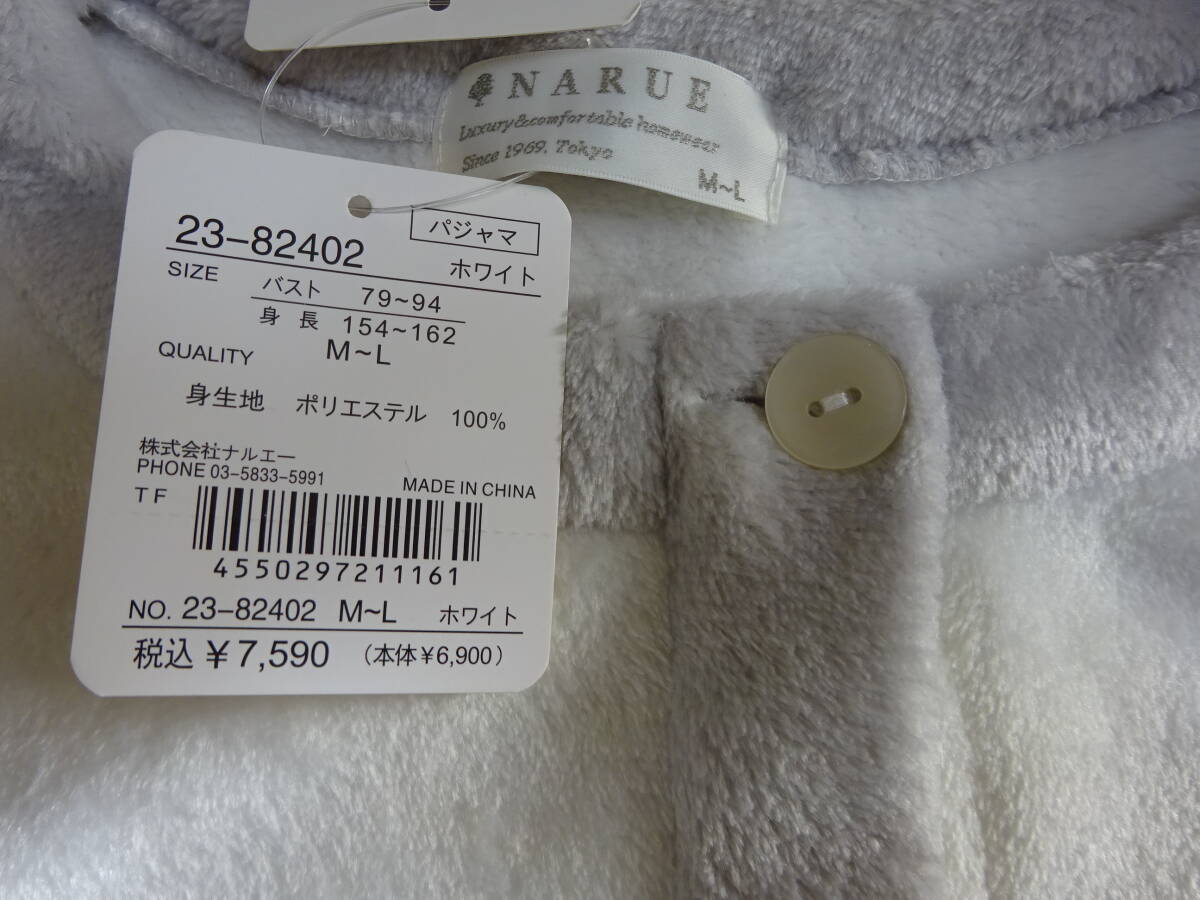 NARUE
Luxury&comfortable homewear
Since 1969. Tokyo
M~L
23-82402
パジャマ
ホワイト
SIZE
バスト 79~94
身長 154~162
M~L
QUALITY
身生地 ポリエステル 100%
株式会社ナルエー
PHONE 03-5833-5991
MADE IN CHINA
TF
4550297211161
NO. 23-82402 M~L ホワイト
税込 ¥7,590 (本体¥6,900)